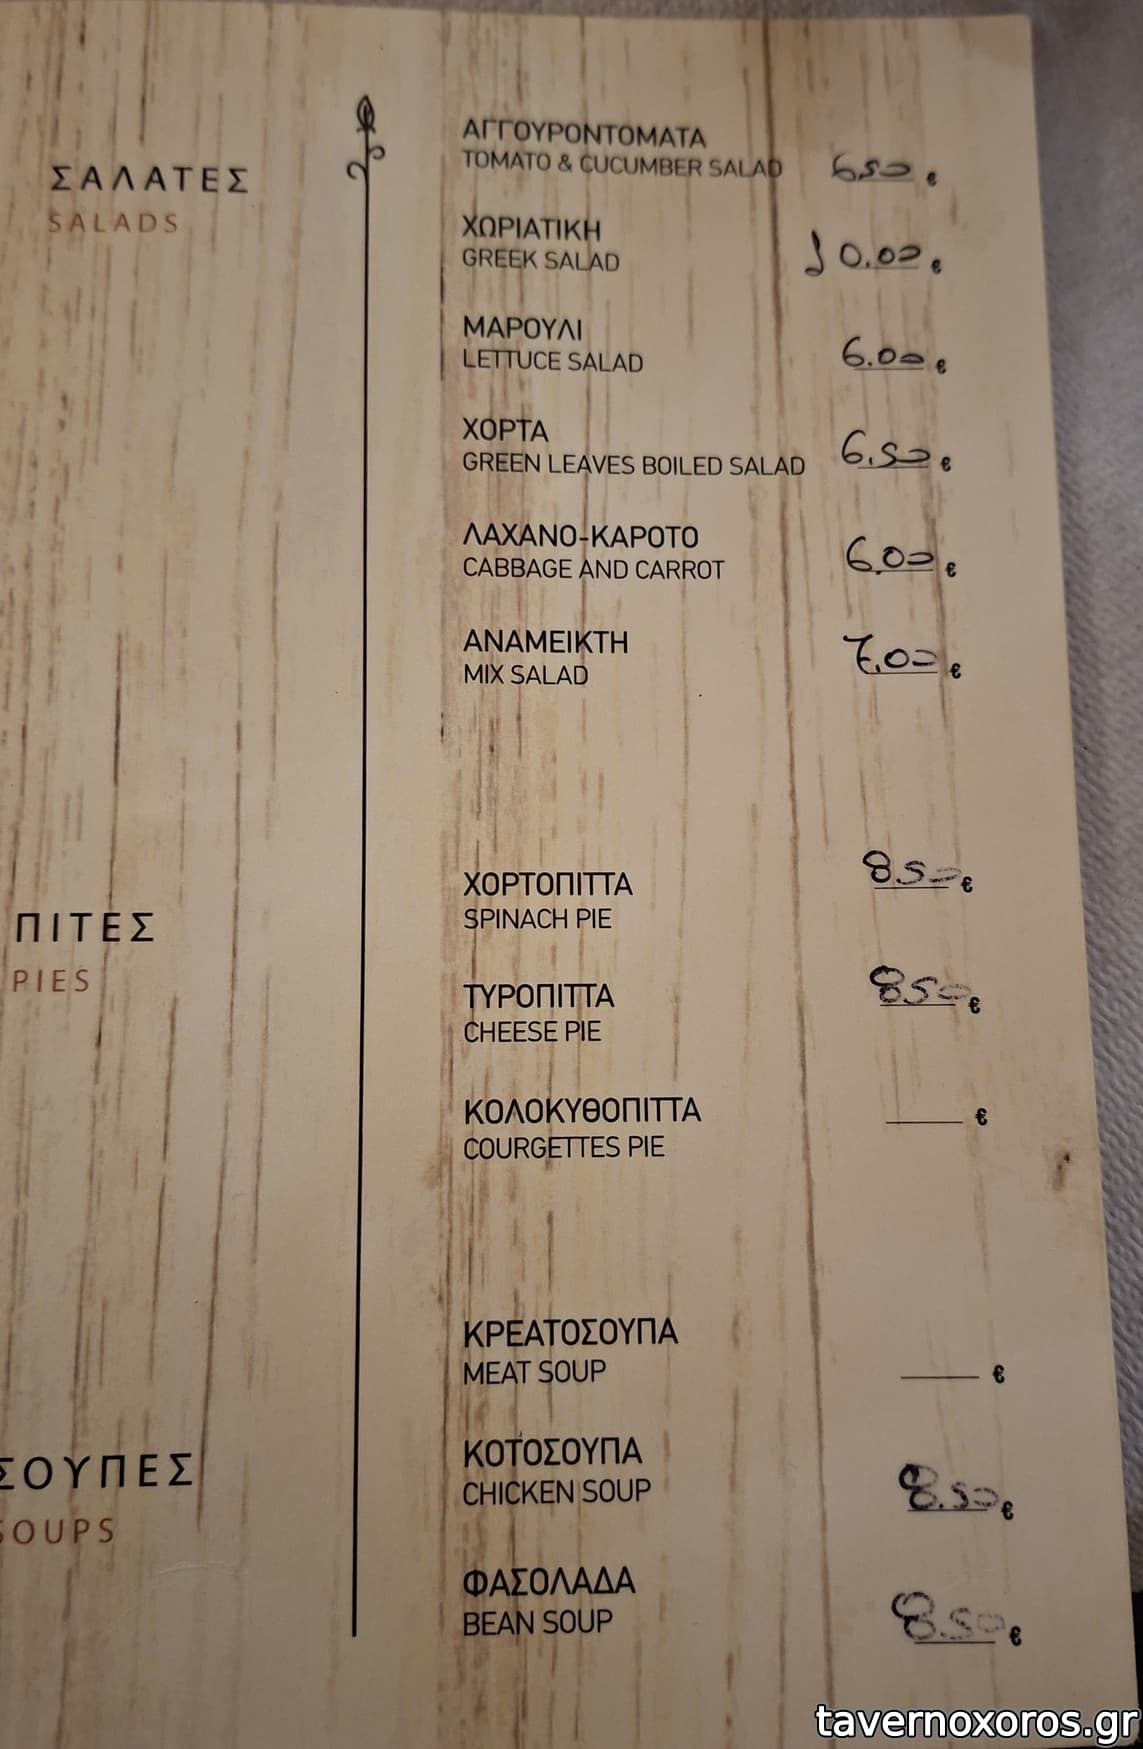 ΣΑΛΑΤΕΣ
SALADS
ΑΓΓΟΥΡΟΝΤΟΜΑΤΑ
TOMATO & CUCUMBER SALAD 6.50 €
ΧΩΡΙΑΤΙΚΗ
GREEK SALAD 10.00 €
ΜΑΡΟΥΛΙ
LETTUCE SALAD 6.00 €
ΧΟΡΤΑ
GREEN LEAVES BOILED SALAD 6.50 €
ΛΑΧΑΝΟ-ΚΑΡΟΤΟ
CABBAGE AND CARROT 6.00 €
ΑΝΑΜΕΙΚΤΗ
MIX SALAD 7.00 €
ΠΙΤΕΣ
PIES
ΧΟΡΤΟΠΙΤΤΑ 8.50 €
SPINACH PIE
ΤΥΡΟΠΙΤΤΑ 8.50 €
CHEESE PIE
ΚΟΛΟΚΥΘΟΠΙΤΤΑ €
COURGETTES PIE
ΣΟΥΠΕΣ
SOUPS
ΚΡΕΑΤΟΣΟΥΠΑ
MEAT SOUP €
ΚΟΤΟΣΟΥΠΑ
CHICKEN SOUP 8.50 €
ΦΑΣΟΛΑΔΑ
BEAN SOUP 8.50 €
tavernoxoros.gr